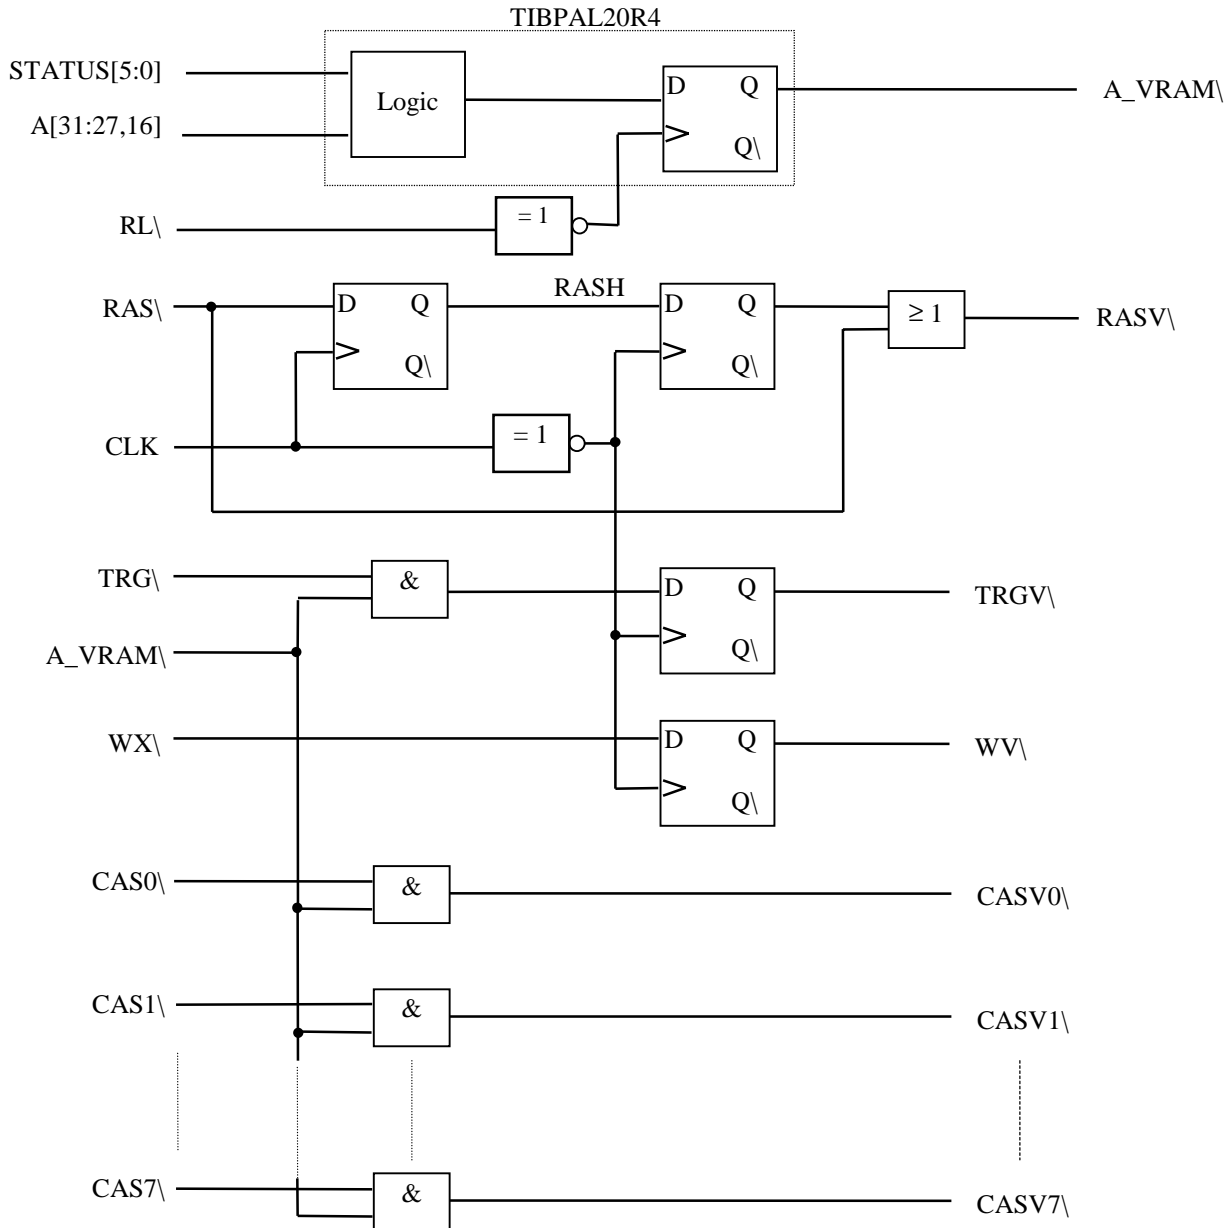 TIBPAL20R4
STATUS[5:0]
Logic
D Q
A_VRAM\
A[31:27,16]
>
Q\
= 1
RL\
RASH
RAS\
D Q
D Q
≥ 1
RASV\
>
Q\
>
Q\
CLK
= 1
TRG\
&
D Q
TRGV\
>
Q\
A_VRAM\
WX\
D Q
WV\
>
Q\
CAS0\
&
CASV0\
CAS1\
&
CASV1\
CAS7\
&
CASV7\